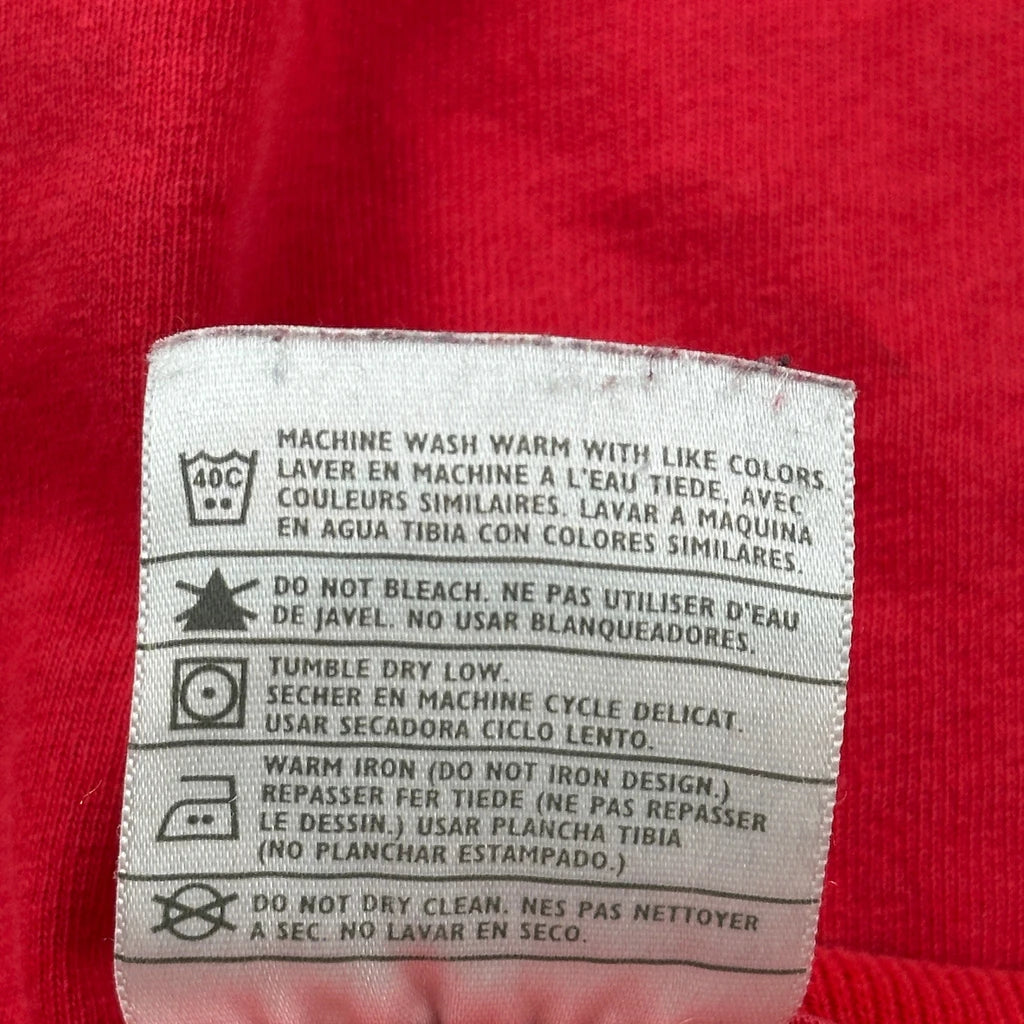 40C
MACHINE WASH WARM WITH LIKE COLORS.
LAVER EN MACHINE A L'EAU TIEDE, AVEC
COULEURS SIMILAIRES. LAVAR A MAQUINA
EN AGUA TIBIA CON COLORES SIMILARES.
DO NOT BLEACH. NE PAS UTILISER D'EAU
DE JAVEL. NO USAR BLANQUEADORES.
TUMBLE DRY LOW.
SECHER EN MACHINE CYCLE DELICAT.
USAR SECADORA CICLO LENTO.
WARM IRON (DO NOT IRON DESIGN.)
REPASSER FER TIEDE (NE PAS REPASSER
LE DESSIN.) USAR PLANCHA TIBIA
(NO PLANCHAR ESTAMPADO.)
DO NOT DRY CLEAN. NES PAS NETTOYER
A SEC. NO LAVAR EN SECO.